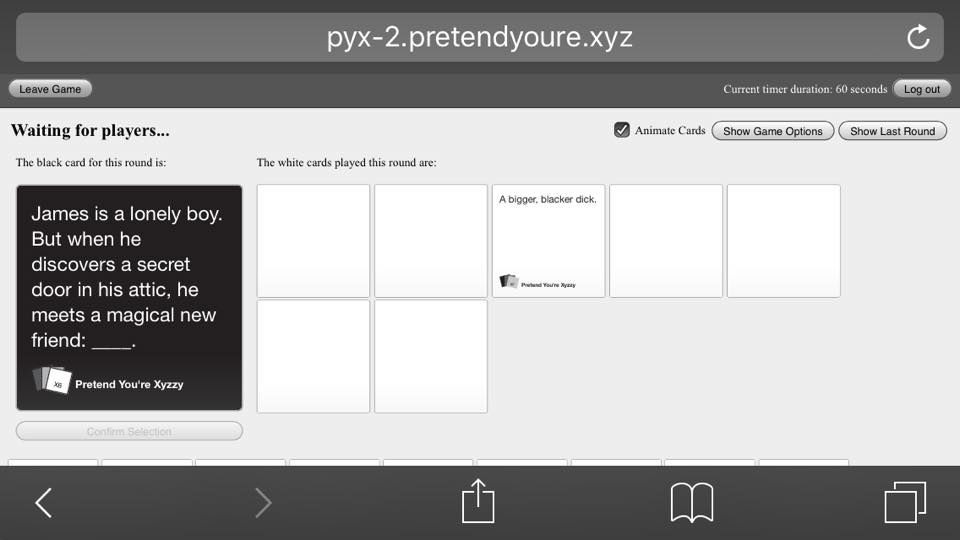 pyx-2.pretendyoure.xyz
Leave Game
Current timer duration: 60 seconds
Log out
Waiting for players...
Animate Cards
Show Game Options
Show Last Round
The black card for this round is:
The white cards played this round are:
James is a lonely boy.
But when he
discovers a secret
door in his attic, he
meets a magical new
friend: ____.
X6
Pretend You're Xyzzy
A bigger, blacker dick.
Pretend You're Xyzzy
Confirm Selection